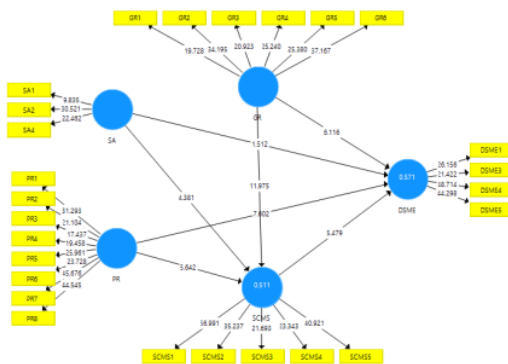 GR1 GR2 GR3 GR4 GR5 GR6
19.728 34.195 20.923 25.240 25.380 37.167
GR
SA1
SA2
SA4
9.835
30.521
22.462
SA
6.116
1.512
11.975
4.381
7.602
5.642
5.479
0.571
DSME
26.156
21.422
38.714
44.293
DSME1
DSME3
DSME4
DSME5
PR1
PR2
PR3
PR4
PR5
PR6
PR7
PR8
31.293
21.104
17.437
19.458
25.961
23.728
45.676
44.545
PR
0.511
SCMS
36.991 35.237 21.693 33.343 40.921
SCMS1 SCMS2 SCMS3 SCMS4 SCMS5